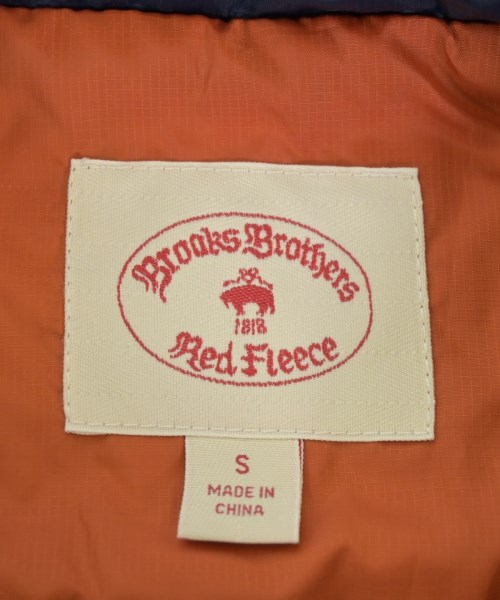 Brooks Brothers
1818
Red Fleece
S
MADE IN
CHINA